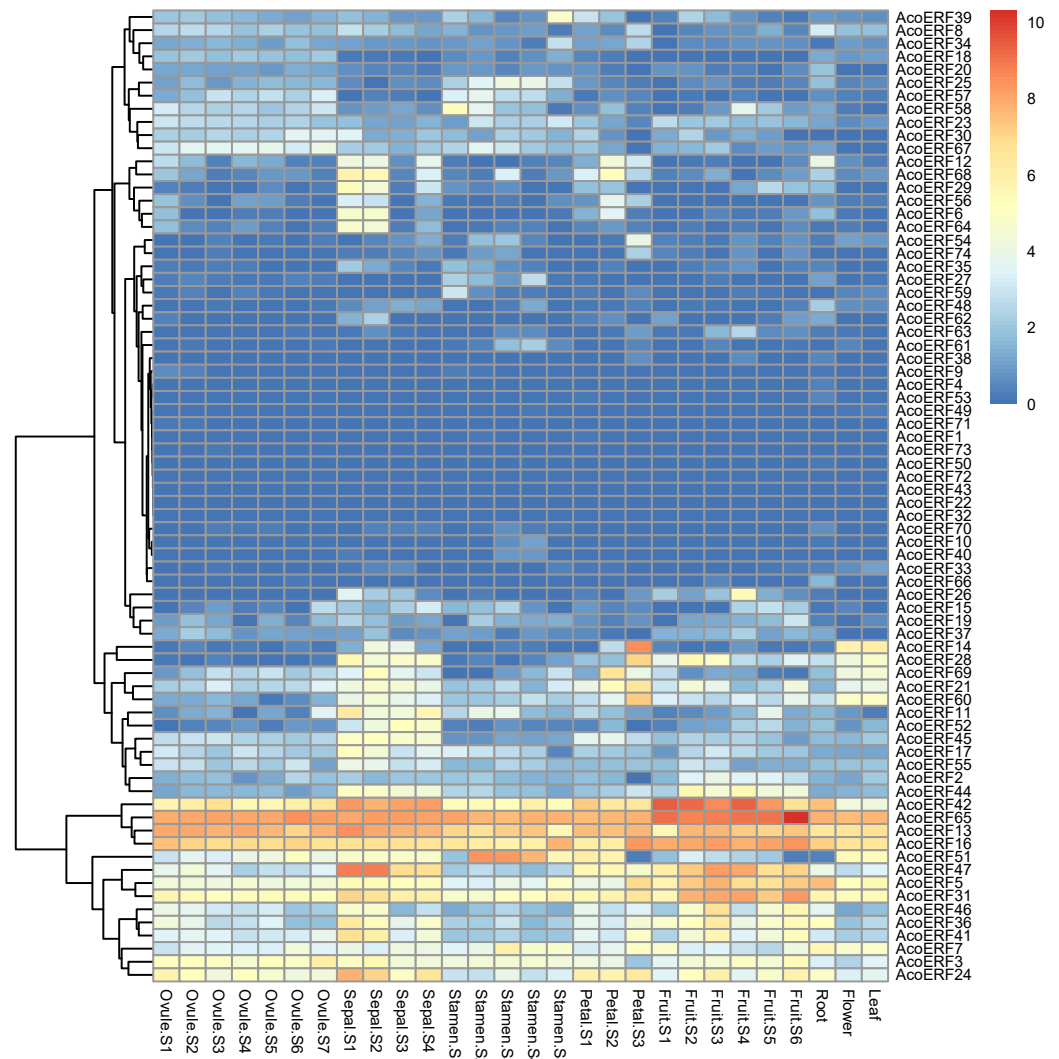 AcoERF39
AcoERF8
AcoERF34
AcoERF18
AcoERF20
AcoERF25
AcoERF57
AcoERF58
AcoERF23
AcoERF30
AcoERF67
AcoERF12
AcoERF68
AcoERF29
AcoERF56
AcoERF6
AcoERF64
AcoERF54
AcoERF74
AcoERF35
AcoERF27
AcoERF59
AcoERF48
AcoERF62
AcoERF63
AcoERF61
AcoERF38
AcoERF9
AcoERF4
AcoERF53
AcoERF49
AcoERF71
AcoERF1
AcoERF73
AcoERF50
AcoERF72
AcoERF43
AcoERF22
AcoERF32
AcoERF70
AcoERF10
AcoERF40
AcoERF33
AcoERF66
AcoERF26
AcoERF15
AcoERF19
AcoERF37
AcoERF14
AcoERF28
AcoERF69
AcoERF21
AcoERF60
AcoERF11
AcoERF52
AcoERF45
AcoERF17
AcoERF55
AcoERF2
AcoERF44
AcoERF42
AcoERF65
AcoERF13
AcoERF16
AcoERF51
AcoERF47
AcoERF5
AcoERF31
AcoERF46
AcoERF36
AcoERF41
AcoERF7
AcoERF3
AcoERF24
10
8
6
4
2
0
Ovule.S1
Ovule.S2
Ovule.S3
Ovule.S4
Ovule.S5
Ovule.S6
Ovule.S7
Sepal.S1
Sepal.S2
Sepal.S3
Sepal.S4
Stamen.S
Stamen.S
Stamen.S
Stamen.S
Stamen.S
Petal.S1
Petal.S2
Petal.S3
Fruit.S1
Fruit.S2
Fruit.S3
Fruit.S4
Fruit.S5
Fruit.S6
Root
Flower
Leaf